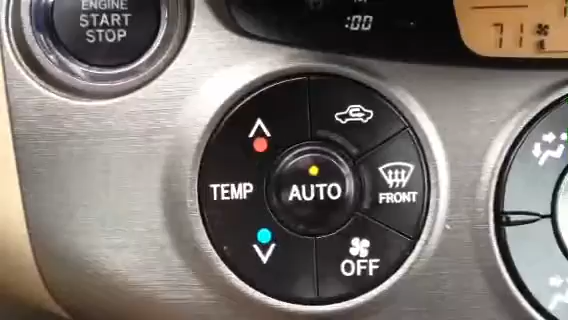 ENGINE
START
STOP
:00
71
TEMP
AUTO
FRONT
OFF